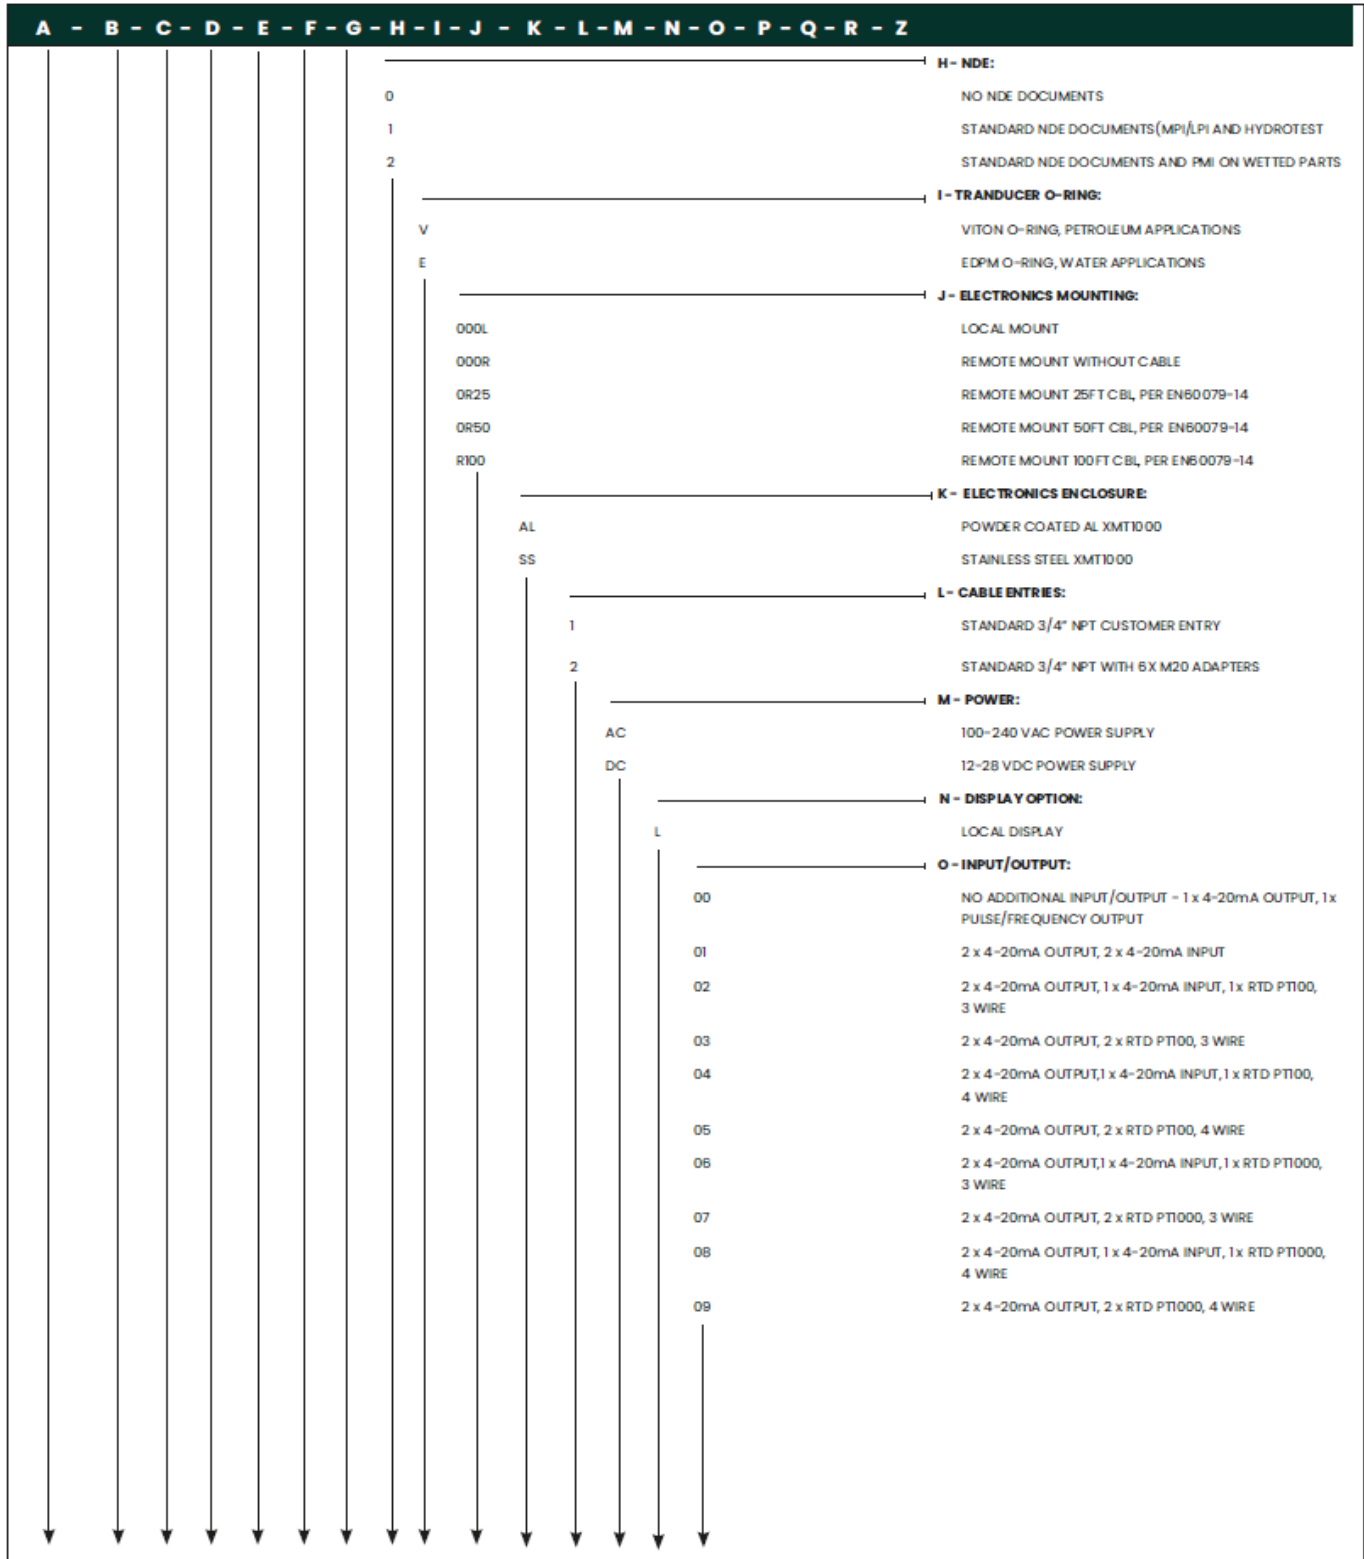 A - B - C - D - E - F - G - H - I - J - K - L - M - N - O - P - Q - R - Z
H - NDE:
0 NO NDE DOCUMENTS
1 STANDARD NDE DOCUMENTS(MPI/LPI AND HYDROTEST
2 STANDARD NDE DOCUMENTS AND PMI ON WETTED PARTS
I - TRANDUCER O-RING:
V VITON O-RING, PETROLEUM APPLICATIONS
E EDPM O-RING, WATER APPLICATIONS
J - ELECTRONICS MOUNTING:
000L LOCAL MOUNT
000R REMOTE MOUNT WITHOUT CABLE
0R25 REMOTE MOUNT 25FT CBL, PER EN60079-14
0R50 REMOTE MOUNT 50FT CBL, PER EN60079-14
R100 REMOTE MOUNT 100FT CBL, PER EN60079-14
K - ELECTRONICS ENCLOSURE:
AL POWDER COATED AL XMT1000
SS STAINLESS STEEL XMT1000
L - CABLE ENTRIES:
1 STANDARD 3/4" NPT CUSTOMER ENTRY
2 STANDARD 3/4" NPT WITH 6X M20 ADAPTERS
M - POWER:
AC 100-240 VAC POWER SUPPLY
DC 12-28 VDC POWER SUPPLY
N - DISPLAY OPTION:
L LOCAL DISPLAY
O - INPUT/OUTPUT:
00 NO ADDITIONAL INPUT/OUTPUT - 1 x 4-20mA OUTPUT, 1 x
PULSE/FREQUENCY OUTPUT
01 2 x 4-20mA OUTPUT, 2 x 4-20mA INPUT
02 2 x 4-20mA OUTPUT, 1 x 4-20mA INPUT, 1 x RTD PT100,
3 WIRE
03 2 x 4-20mA OUTPUT, 2 x RTD PT100, 3 WIRE
04 2 x 4-20mA OUTPUT,1 x 4-20mA INPUT, 1 x RTD PT100,
4 WIRE
05 2 x 4-20mA OUTPUT, 2 x RTD PT100, 4 WIRE
06 2 x 4-20mA OUTPUT,1 x 4-20mA INPUT, 1 x RTD PT1000,
3 WIRE
07 2 x 4-20mA OUTPUT, 2 x RTD PT1000, 3 WIRE
08 2 x 4-20mA OUTPUT, 1 x 4-20mA INPUT, 1 x RTD PT1000,
4 WIRE
09 2 x 4-20mA OUTPUT, 2 x RTD PT1000, 4 WIRE